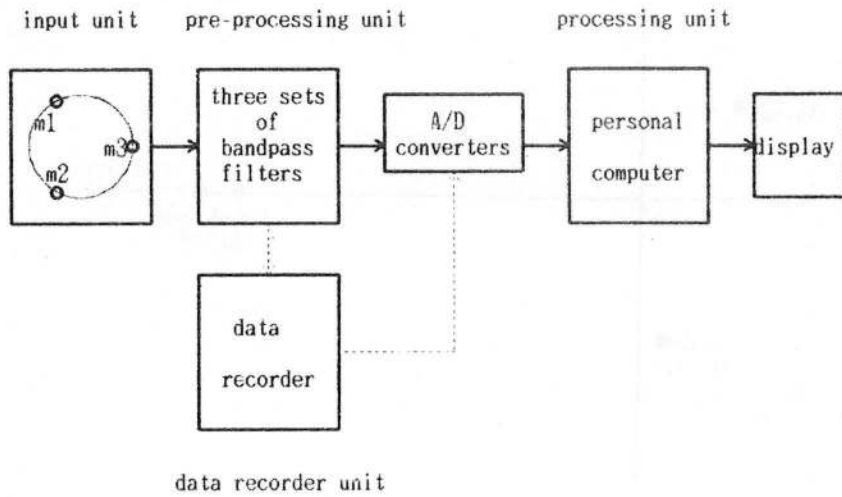 input unit
pre-processing unit
processing unit
m1
m3
m2
three sets
of
bandpass
filters
A/D
converters
personal
computer
display
data
recorder
data recorder unit